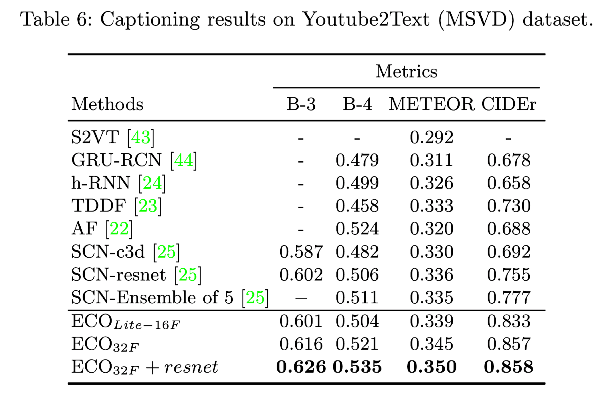 Table 6: Captioning results on Youtube2Text (MSVD) dataset.
Metrics
Methods B-3 B-4 METEOR CIDEr
S2VT [43] - - 0.292 -
GRU-RCN [44] - 0.479 0.311 0.678
h-RNN [24] - 0.499 0.326 0.658
TDDF [23] - 0.458 0.333 0.730
AF [22] - 0.524 0.320 0.688
SCN-c3d [25] 0.587 0.482 0.330 0.692
SCN-resnet [25] 0.602 0.506 0.336 0.755
SCN-Ensemble of 5 [25] − 0.511 0.335 0.777
ECO Lite−16F 0.601 0.504 0.339 0.833
ECO 32F 0.616 0.521 0.345 0.857
ECO 32F + resnet 0.626 0.535 0.350 0.858